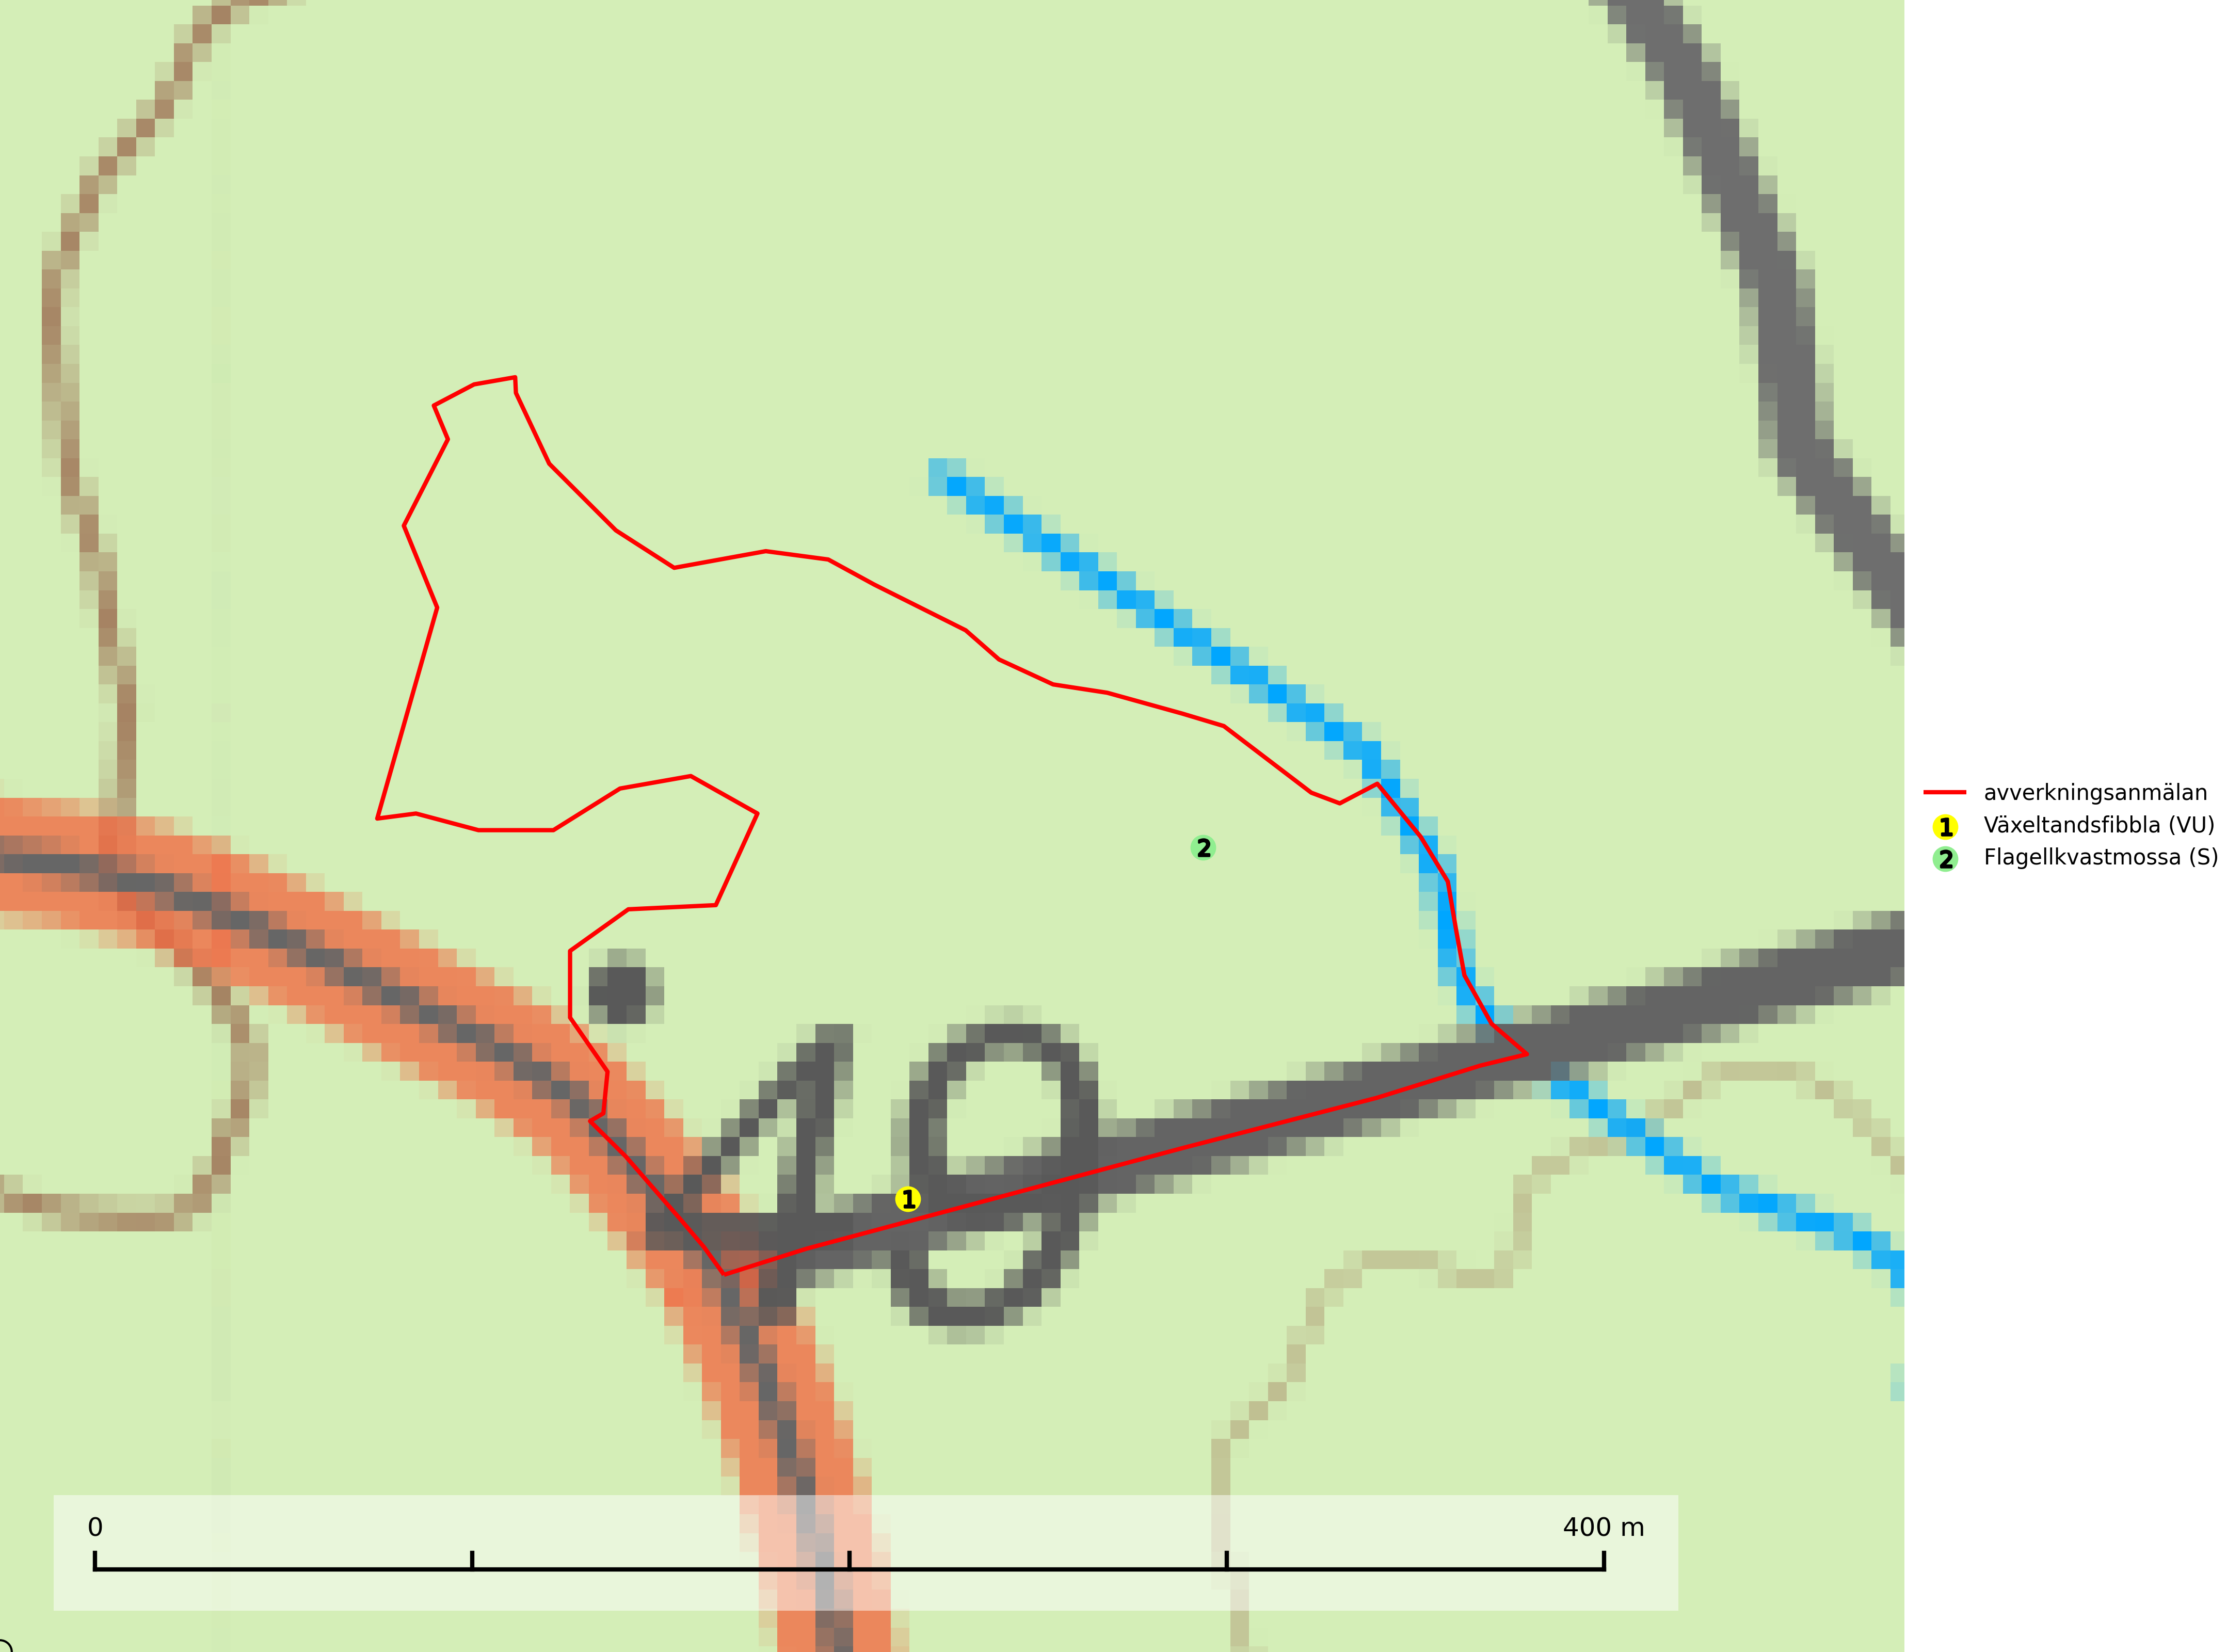 2
avverkningsanmälan
1 Växeltandsfibbla (VU)
2 Flagellkvastmossa (S)
1
0 400 m